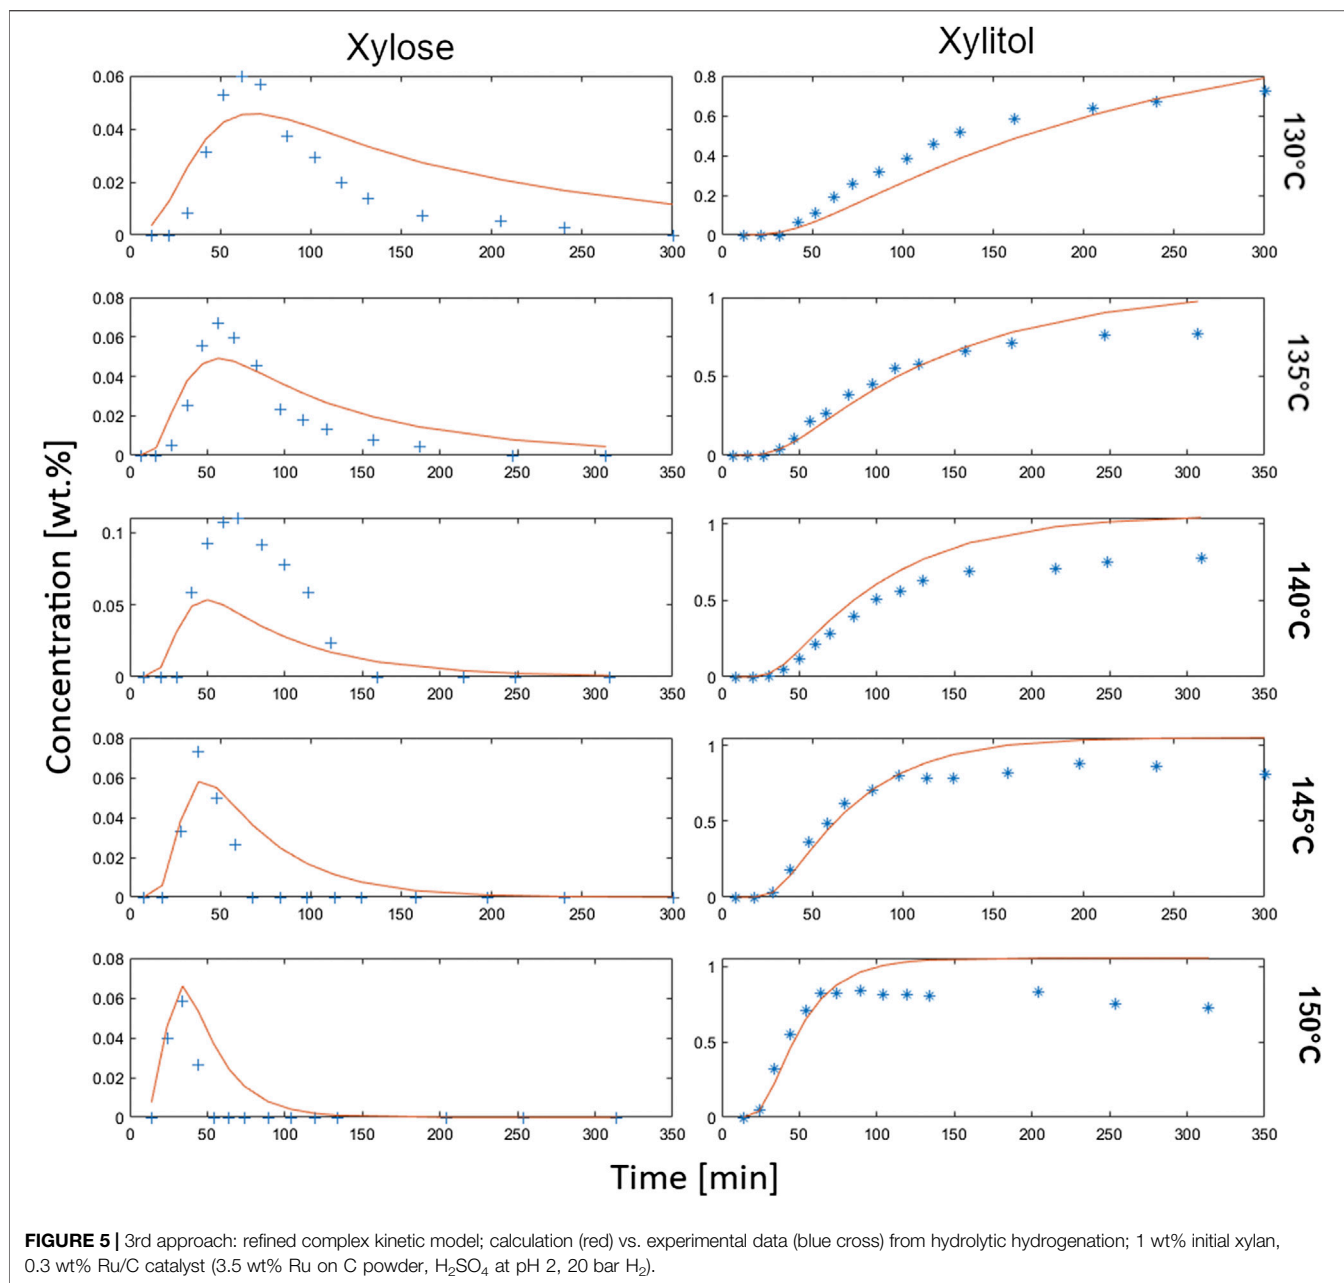 Xylose
Xylitol
0.06
0.04
0.02
0
0 50 100 150 200 250 300
0.8
0.6
0.4
0.2
0
0 50 100 150 200 250 300
130°C
0.08
0.06
0.04
0.02
0
0 50 100 150 200 250 300 350
1
0.5
0
0 50 100 150 200 250 300 350
135°C
Concentration [wt.%]
0.1
0.05
0
0 50 100 150 200 250 300 350
1
0.5
0
0 50 100 150 200 250 300 350
140°C
0.08
0.06
0.04
0.02
0
0 50 100 150 200 250 300
1
0.5
0
0 50 100 150 200 250 300
145°C
0.08
0.06
0.04
0.02
0
0 50 100 150 200 250 300 350
1
0.5
0
0 50 100 150 200 250 300 350
150°C
Time [min]
FIGURE 5 | 3rd approach: refined complex kinetic model; calculation (red) vs. experimental data (blue cross) from hydrolytic hydrogenation; 1 wt% initial xylan,
0.3 wt% Ru/C catalyst (3.5 wt% Ru on C powder, H₂SO₄ at pH 2, 20 bar H₂).